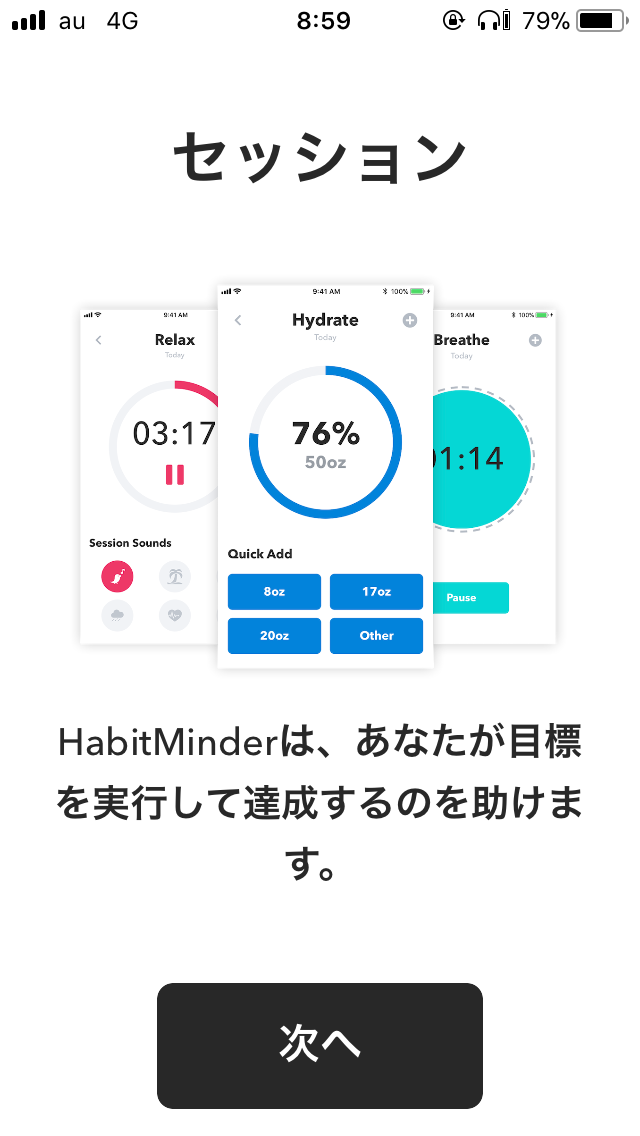 au 4G 8:59 79%
セッション
9:41 AM
Relax
Today
03:17
Session Sounds
9:41 AM 100%
Hydrate
Today
76%
50oz
Quick Add
8oz 17oz
20oz Other
9:41 AM 100%
Breathe
Today
1:14
Pause
HabitMinderは、あなたが目標
を実行して達成するのを助けま
す。
次へ